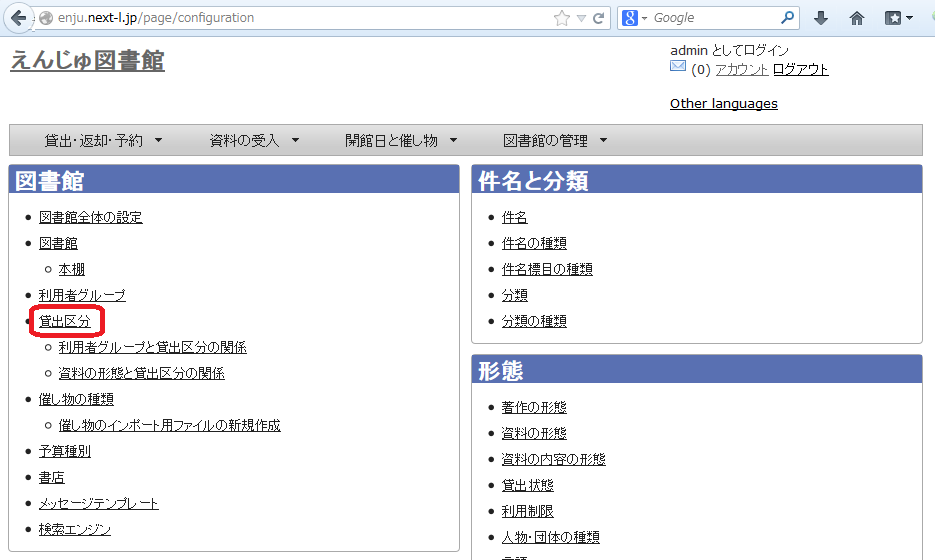 enju.next-l.jp/page/configuration
Google
えんじゅ図書館
admin としてログイン
(0) アカウント ログアウト
Other languages
貸出・返却・予約 資料の受入 開館日と催し物 図書館の管理
図書館
図書館全体の設定
図書館
本棚
利用者グループ
貸出区分
利用者グループと貸出区分の関係
資料の形態と貸出区分の関係
催し物の種類
催し物のインポート用ファイルの新規作成
予算種別
書店
メッセージテンプレート
検索エンジン
件名と分類
件名
件名の種類
件名標目の種類
分類
分類の種類
形態
著作の形態
資料の形態
資料の内容の形態
貸出状態
利用制限
人物・団体の種類